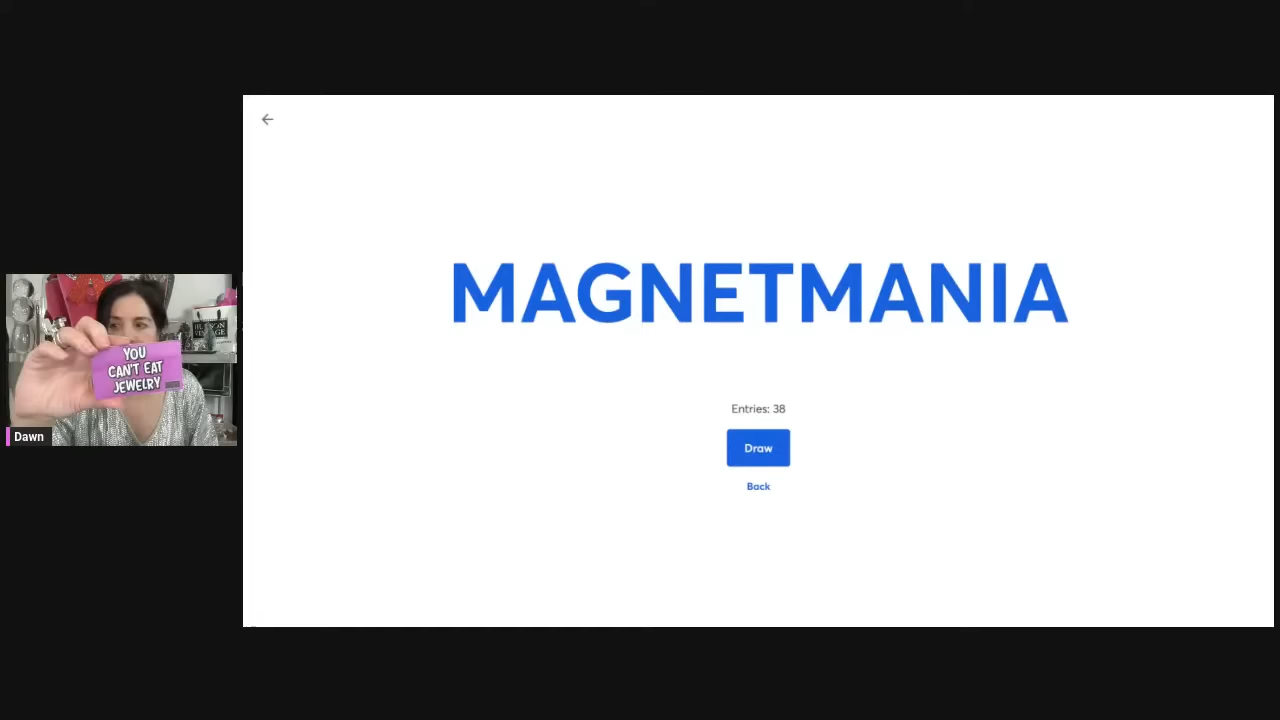 MAGNETMANIA
Entries: 38
Draw
Back
YOU
CAN'T EAT
JEWELRY
Dawn